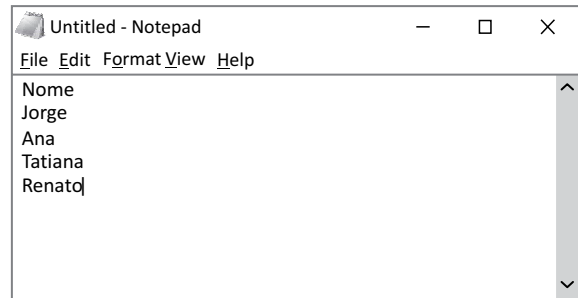 Untitled - Notepad
File Edit Format View Help
Nome
Jorge
Ana
Tatiana
Renato